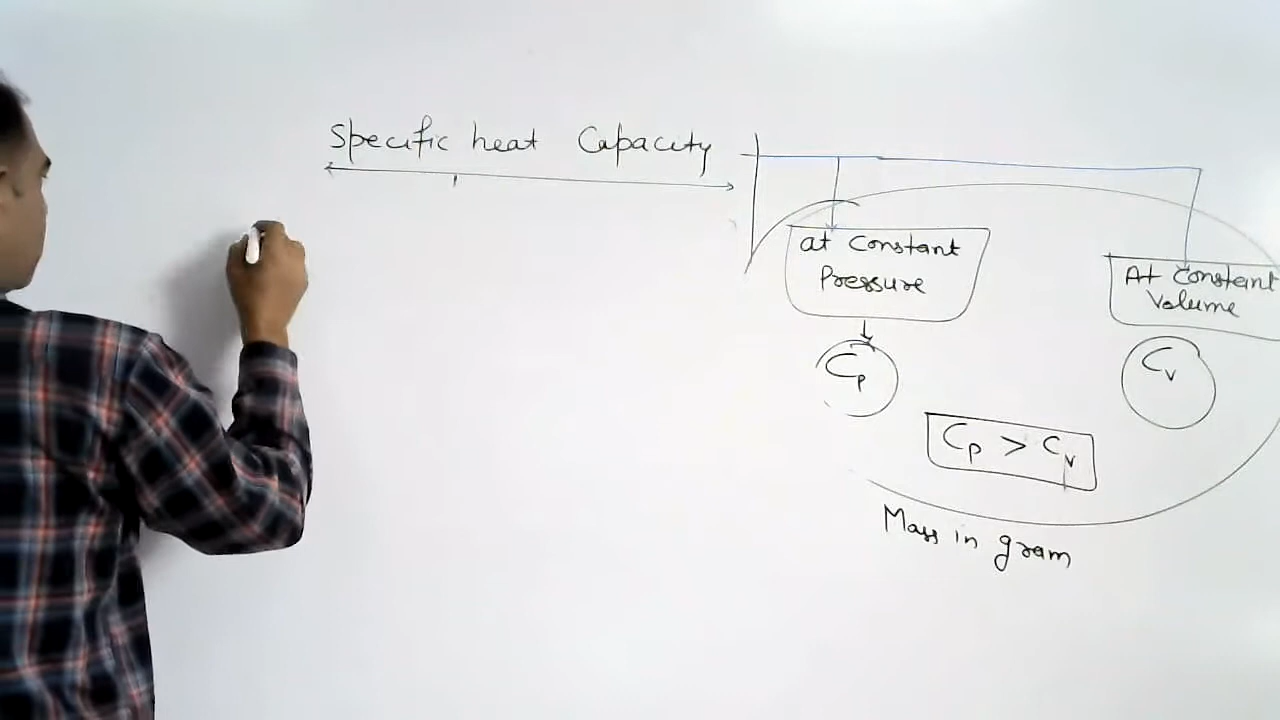 Specific heat Capacity
at Constant
Pressure
At Constant
Volume
Cp
Cv
Cp > Cv
Mass in gram